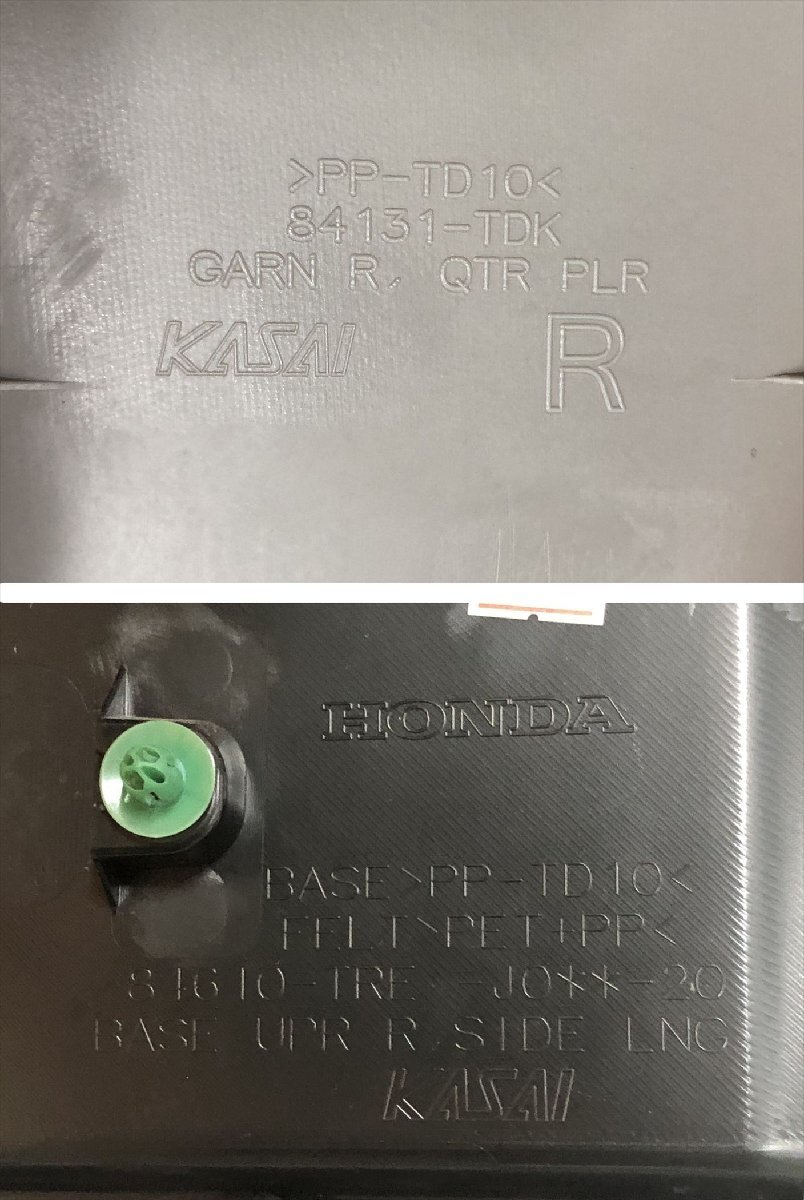 >PP-TD10<
84131-TDK
GARN R, QTR PLR
KASAI R
HONDA
BASE>PP-TD10<
FELT>PET+PP<
84610-TRE -J0**-20
BASE UPR R,SIDE LNG
KASAI